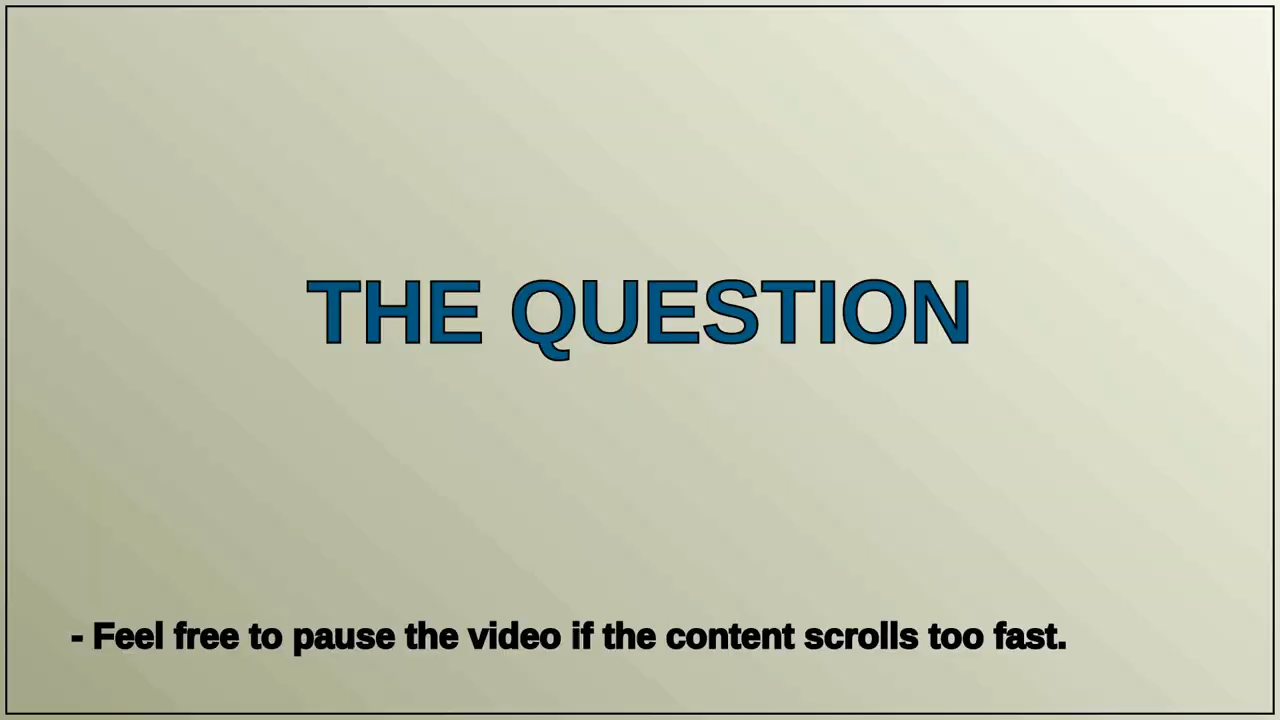 THE QUESTION
- Feel free to pause the video if the content scrolls too fast.